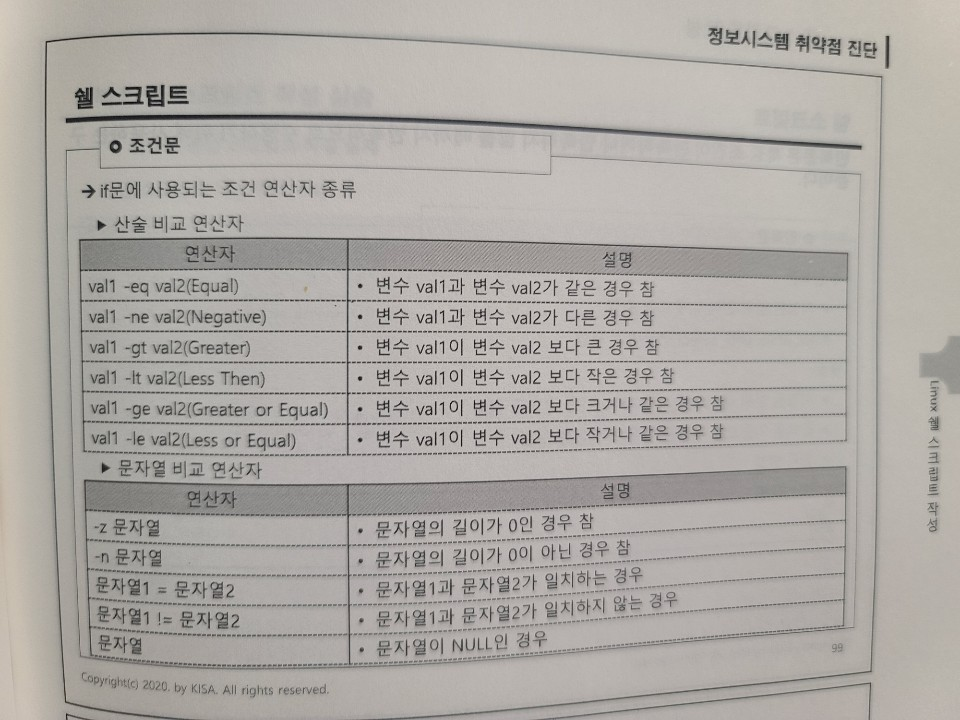 정보시스템 취약점 진단
쉘 스크립트
조건문
→ if문에 사용되는 조건 연산자 종류
▶ 산술 비교 연산자
연산자 설명
val1 -eq val2(Equal) • 변수 val1과 변수 val2가 같은 경우 참
val1 -ne val2(Negative) • 변수 val1과 변수 val2가 다른 경우 참
val1 -gt val2(Greater) • 변수 val1이 변수 val2 보다 큰 경우 참
val1 -lt val2(Less Then) • 변수 val1이 변수 val2 보다 작은 경우 참
val1 -ge val2(Greater or Equal) • 변수 val1이 변수 val2 보다 크거나 같은 경우 참
val1 -le val2(Less or Equal) • 변수 val1이 변수 val2 보다 작거나 같은 경우 참
▶ 문자열 비교 연산자
연산자 설명
-z 문자열 • 문자열의 길이가 0인 경우 참
-n 문자열 • 문자열의 길이가 0이 아닌 경우 참
문자열1 = 문자열2 • 문자열1과 문자열2가 일치하는 경우
문자열1 != 문자열2 • 문자열1과 문자열2가 일치하지 않는 경우
문자열 • 문자열이 NULL인 경우
98
Copyright(c) 2020. by KISA. All rights reserved.
Linux 쉘 스크립트 작성